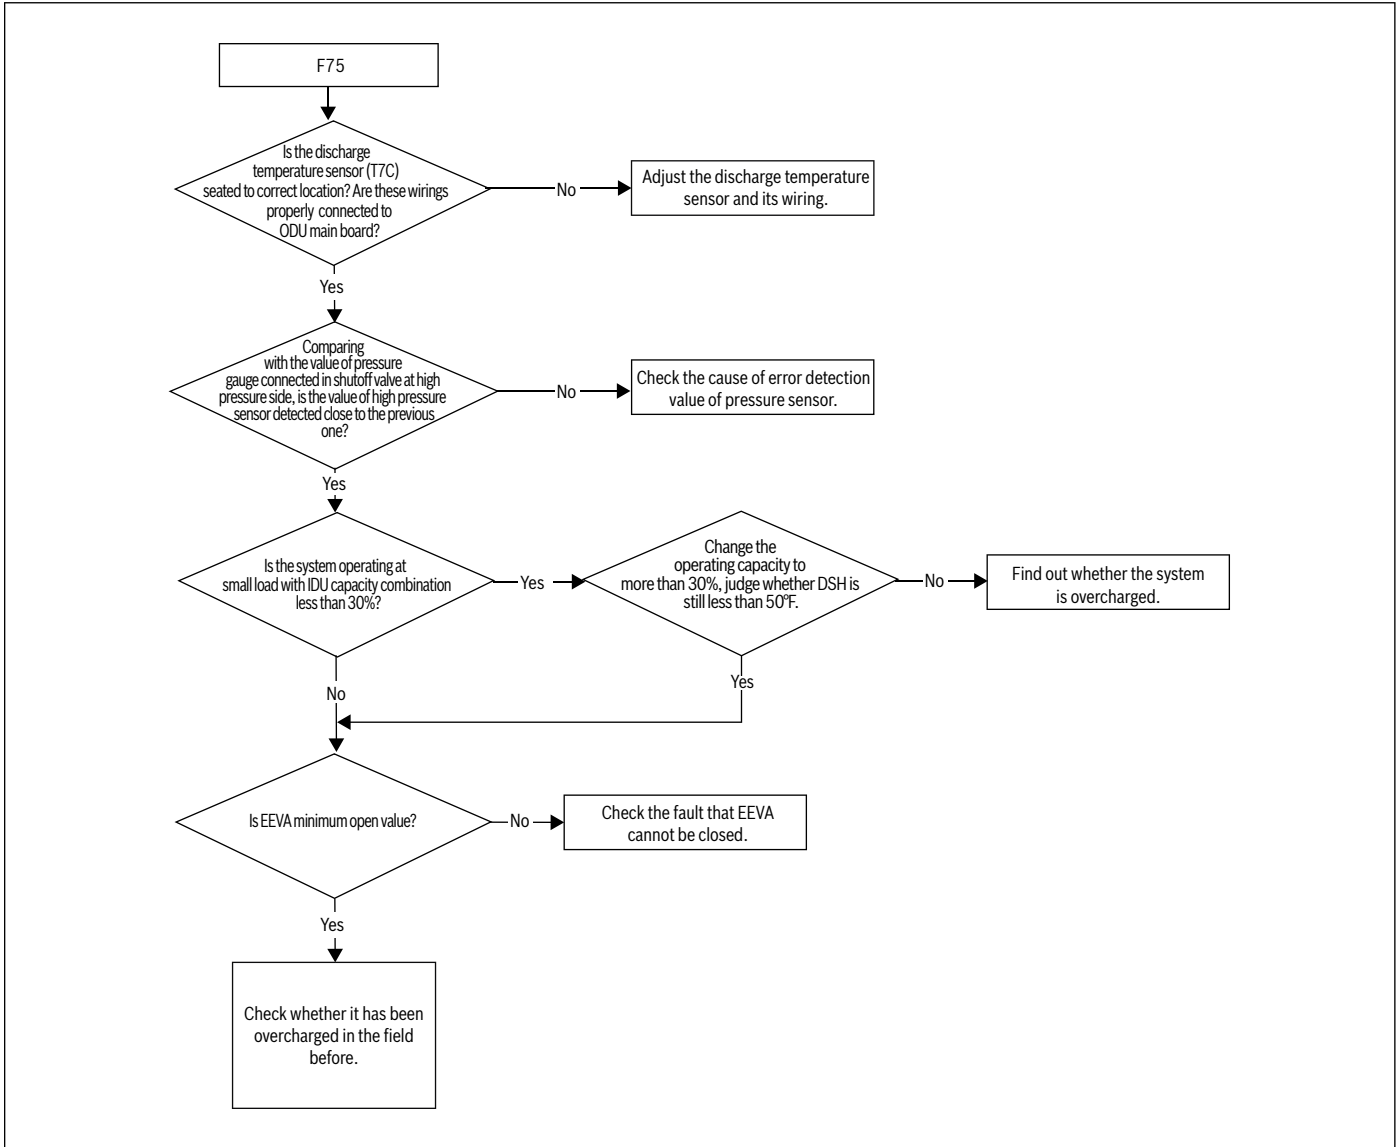 F75
Is the discharge
temperature sensor (T7C)
seated to correct location? Are these wirings
properly connected to
ODU main board?
No
Adjust the discharge temperature
sensor and its wiring.
Yes
Comparing
with the value of pressure
gauge connected in shutoff valve at high
pressure side, is the value of high pressure
sensor detected close to the previous
one?
No
Check the cause of error detection
value of pressure sensor.
Yes
Is the system operating at
small load with IDU capacity combination
less than 30%?
Yes
Change the
operating capacity to
more than 30%, judge whether DSH is
still less than 50°F.
No
Find out whether the system
is overcharged.
No
Yes
Is EEVA minimum open value?
No
Check the fault that EEVA
cannot be closed.
Yes
Check whether it has been
overcharged in the field
before.